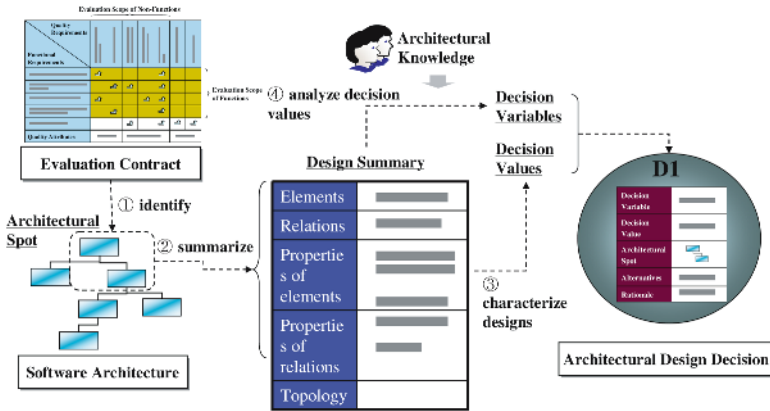 Evaluation Scope of Non-Functions
Quality
Requirements
Functional
Requirements
Quality Attributes
Evaluation Scope
of Functions
Evaluation Contract
① identify
Architectural
Spot
② summarize
Software Architecture
Architectural
Knowledge
④ analyze decision
values
Design Summary
Elements
Relations
Propertie
s of
elements
Propertie
s of
relations
Topology
Decision
Variables
Decision
Values
③
characterize
designs
D1
Decision
Variable
Decision
Value
Architectural
Spot
Alternatives
Rationale
Architectural Design Decision